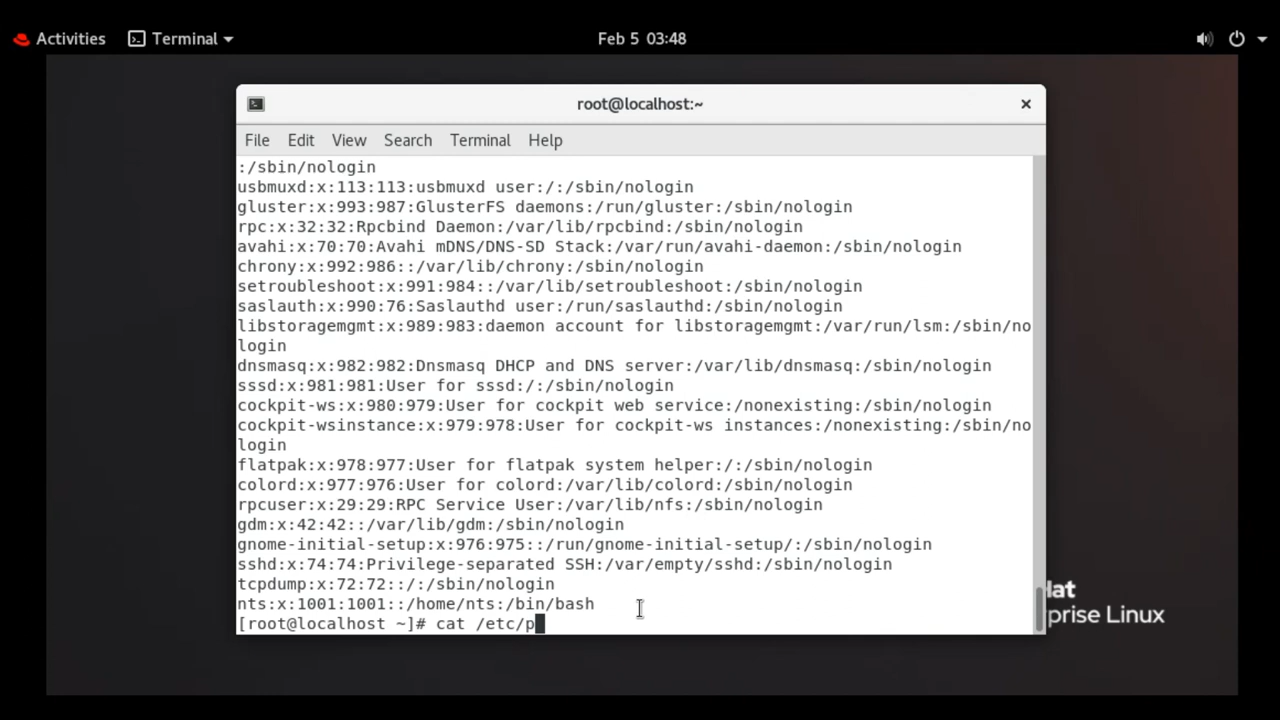 Activities
Terminal
Feb 5 03:48
root@localhost:~
File Edit View Search Terminal Help
:/sbin/nologin
usbmuxd:x:113:113:usbmuxd user:/:/sbin/nologin
gluster:x:993:987:GlusterFS daemons:/run/gluster:/sbin/nologin
rpc:x:32:32:Rpcbind Daemon:/var/lib/rpcbind:/sbin/nologin
avahi:x:70:70:Avahi mDNS/DNS-SD Stack:/var/run/avahi-daemon:/sbin/nologin
chrony:x:992:986::/var/lib/chrony:/sbin/nologin
setroubleshoot:x:991:984::/var/lib/setroubleshoot:/sbin/nologin
saslauth:x:990:76:Saslauthd user:/run/saslauthd:/sbin/nologin
libstoragemgmt:x:989:983:daemon account for libstoragemgmt:/var/run/lsm:/sbin/no
login
dnsmasq:x:982:982:Dnsmasq DHCP and DNS server:/var/lib/dnsmasq:/sbin/nologin
sssd:x:981:981:User for sssd:/:/sbin/nologin
cockpit-ws:x:980:979:User for cockpit web service:/nonexisting:/sbin/nologin
cockpit-wsinstance:x:979:978:User for cockpit-ws instances:/nonexisting:/sbin/no
login
flatpak:x:978:977:User for flatpak system helper:/:/sbin/nologin
colord:x:977:976:User for colord:/var/lib/colord:/sbin/nologin
rpcuser:x:29:29:RPC Service User:/var/lib/nfs:/sbin/nologin
gdm:x:42:42::/var/lib/gdm:/sbin/nologin
gnome-initial-setup:x:976:975::/run/gnome-initial-setup/:/sbin/nologin
sshd:x:74:74:Privilege-separated SSH:/var/empty/sshd:/sbin/nologin
tcpdump:x:72:72::/:/sbin/nologin
nts:x:1001:1001::/home/nts:/bin/bash
[root@localhost ~]# cat /etc/p
Hat
prise Linux